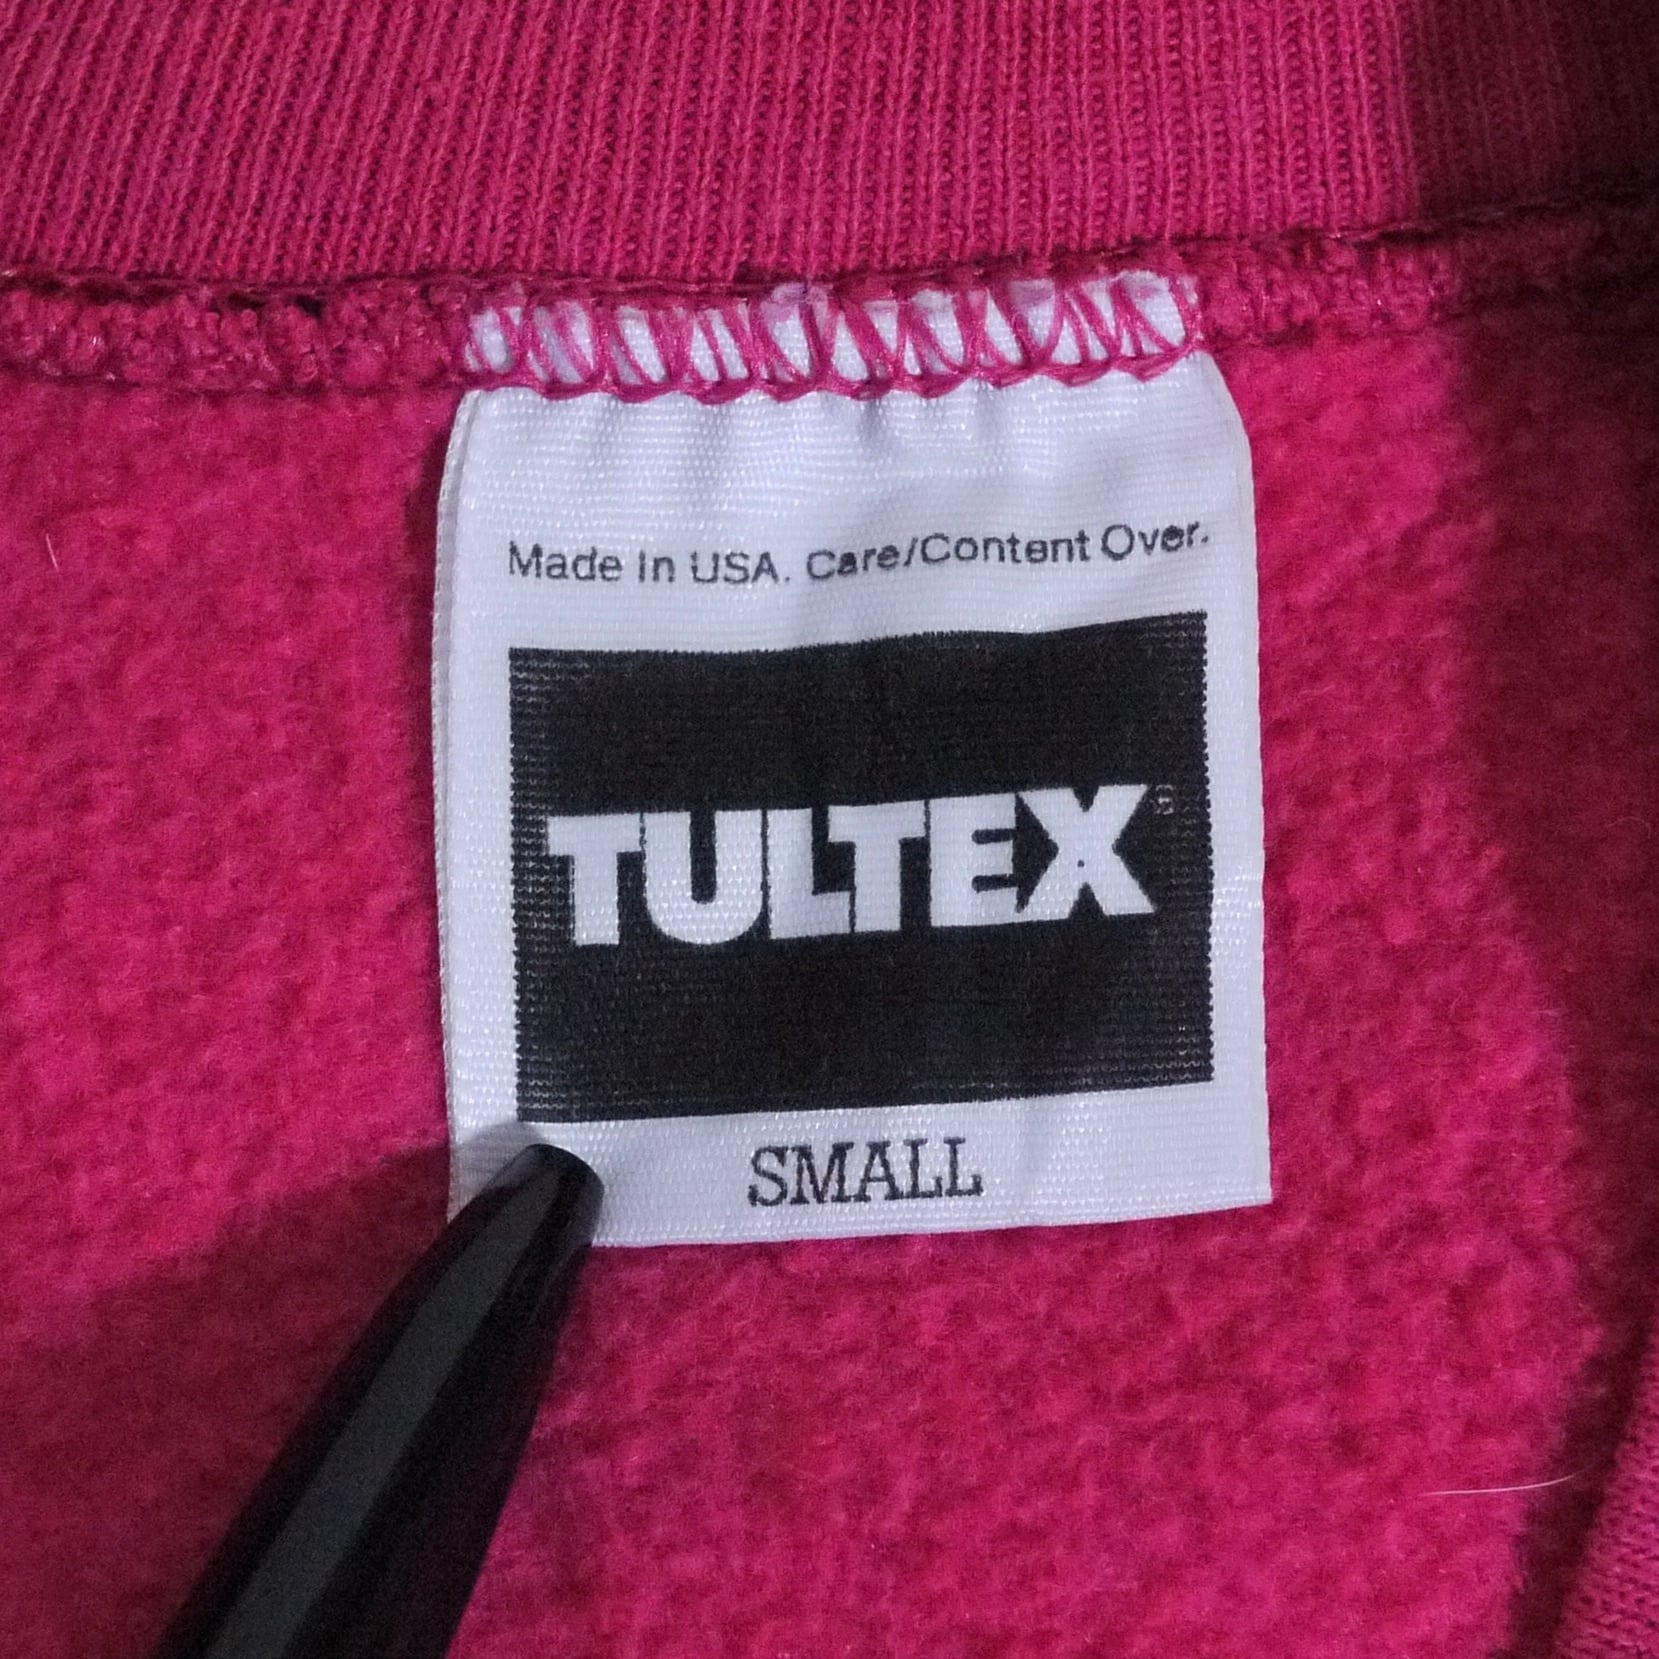 Made In USA. Care/Content Over.
TULTEX®
SMALL